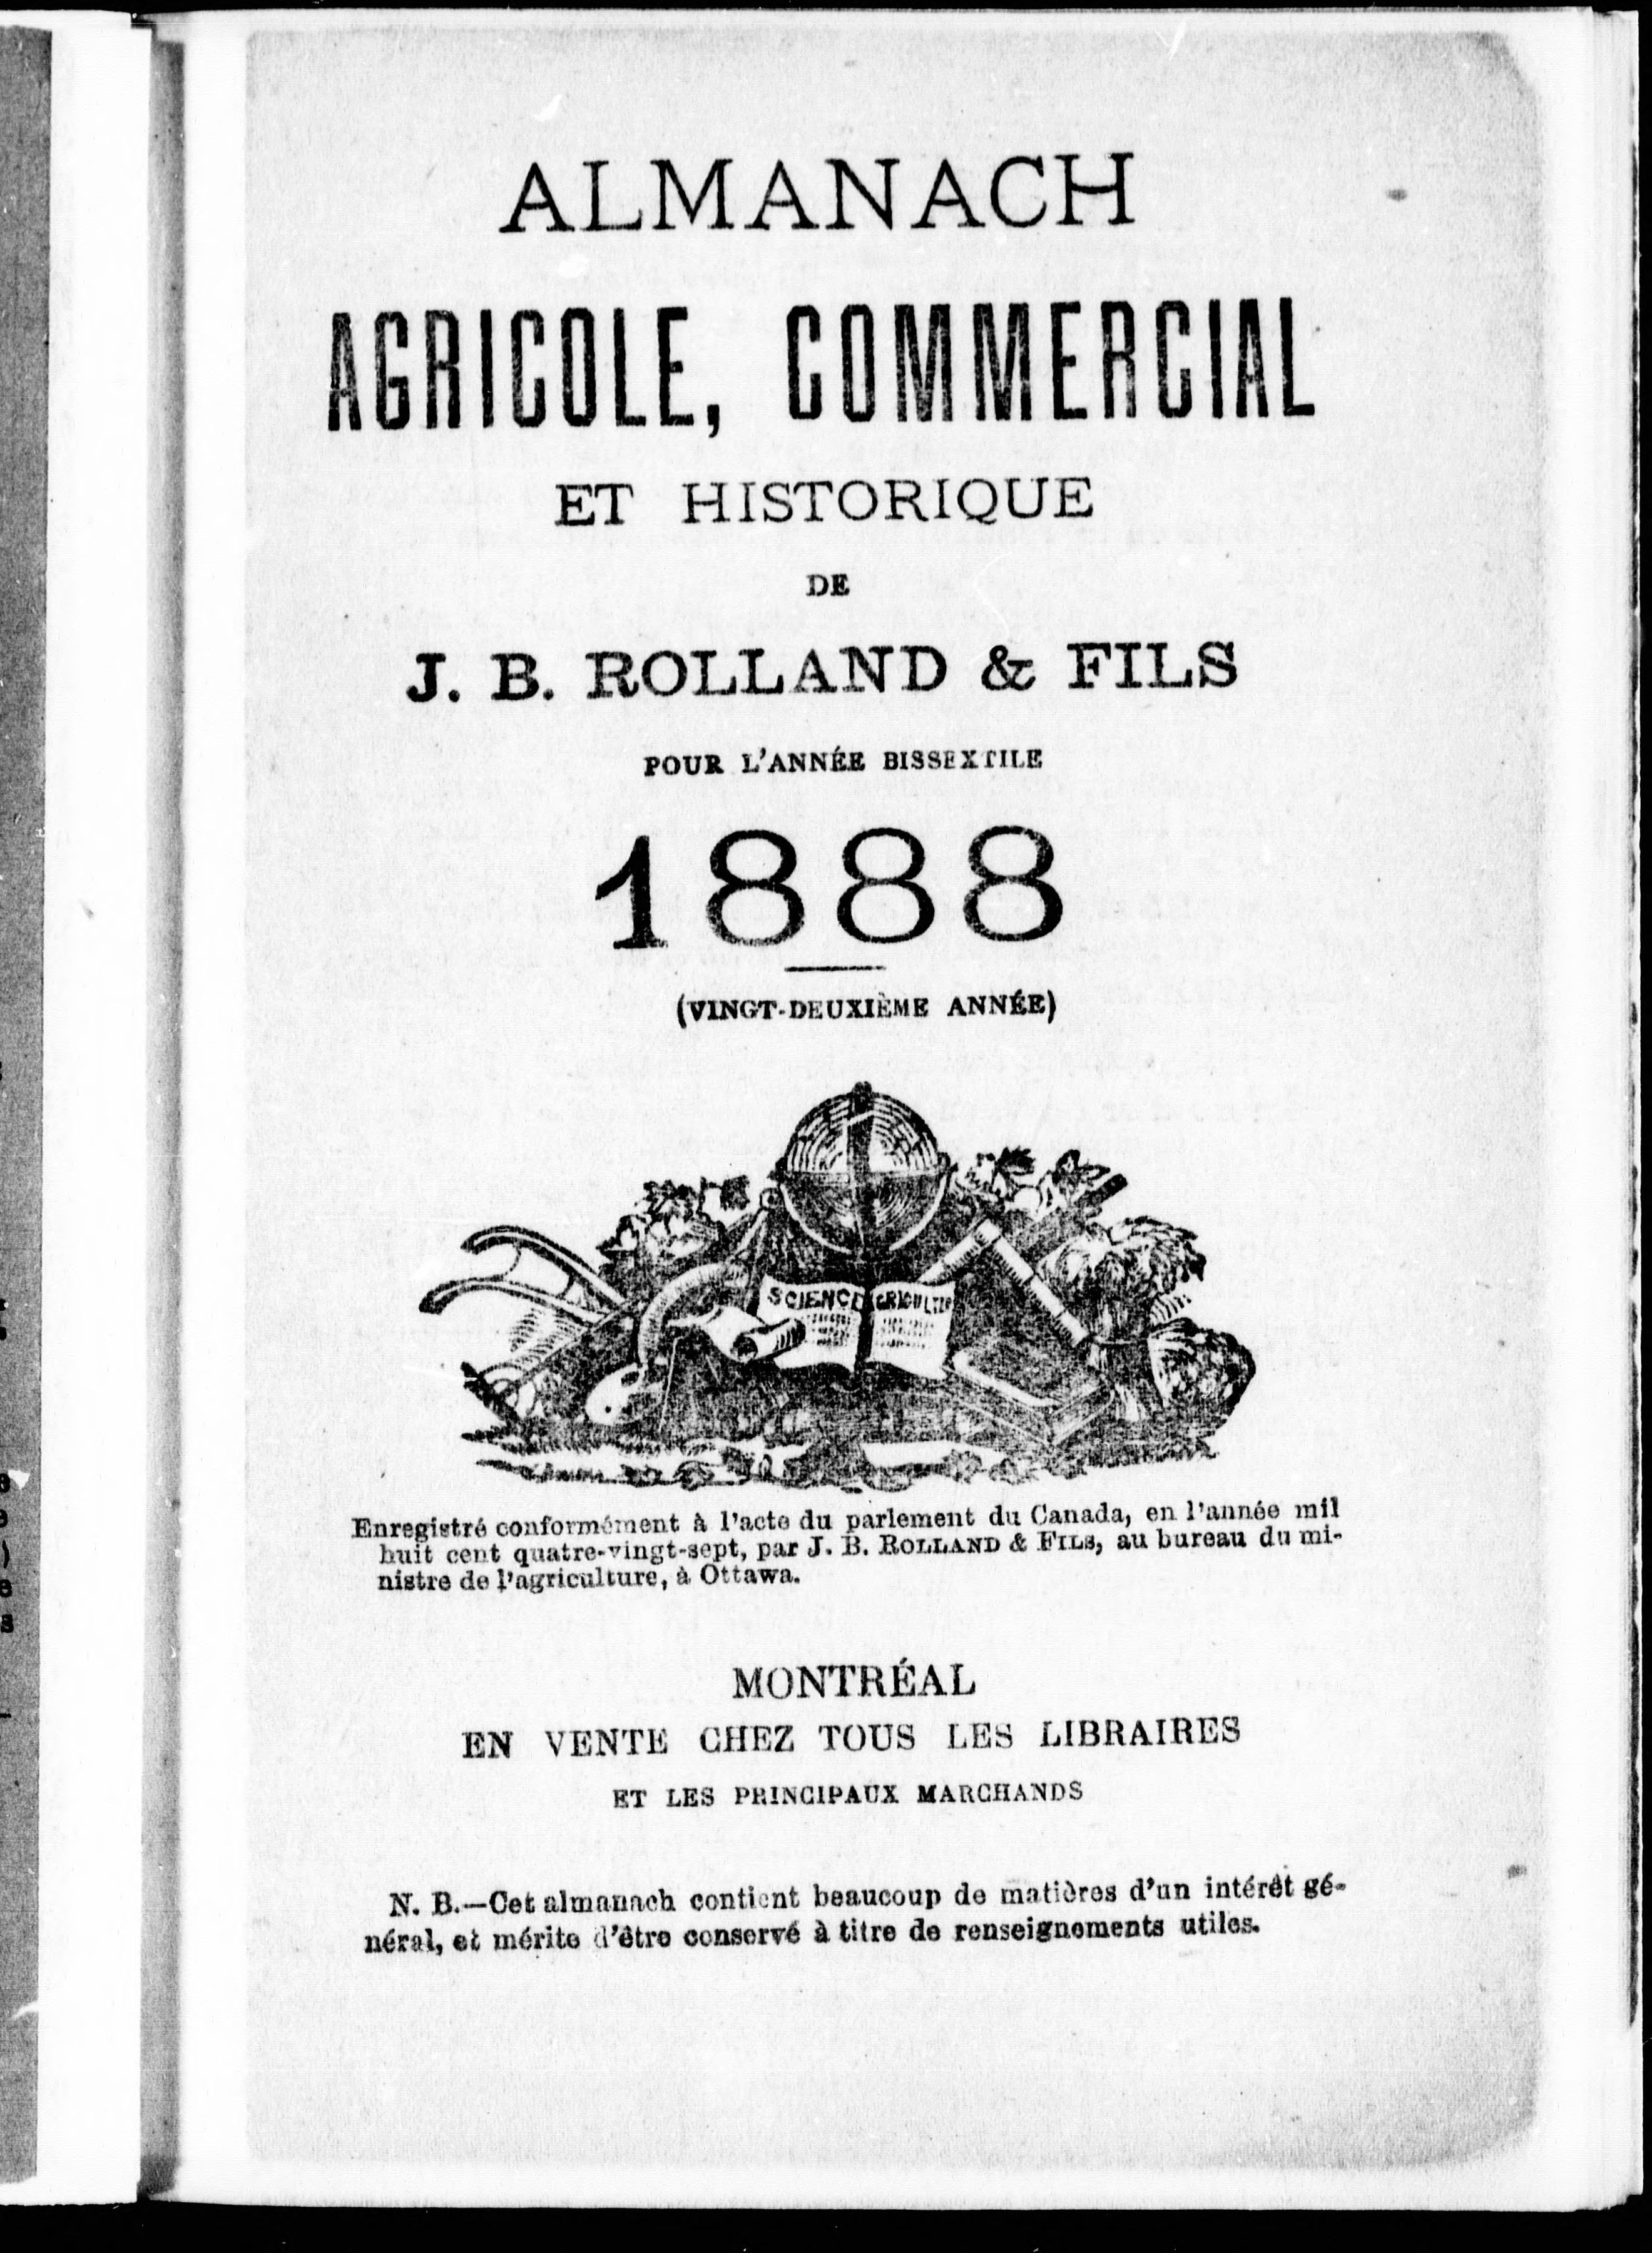 ALMANACH
AGRICOLE, COMMERCIAL
ET HISTORIQUE
DE
J. B. ROLLAND & FILS
POUR L'ANNÉE BISSEXTILE
1888
(VINGT-DEUXIÈME ANNÉE)
SCIENCE
Enregistré conformément à l'acte du parlement du Canada, en l'année mil
huit cent quatre-vingt-sept, par J. B. ROLLAND & FILS, au bureau du mi-
nistre de l'agriculture, à Ottawa.
MONTRÉAL
EN VENTE CHEZ TOUS LES LIBRAIRES
ET LES PRINCIPAUX MARCHANDS
N. B.—Cet almanach contient beaucoup de matières d'un intérêt gé-
néral, et mérite d'être conservé à titre de renseignements utiles.